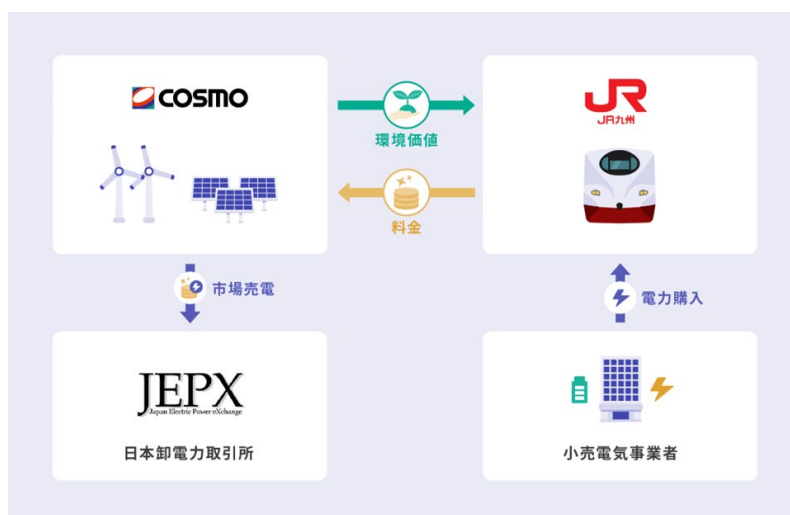 COSMO
環境価値
料金
JR
JR九州
市場売電
電力購入
JEPX
Japan Electric Power eXchange
日本卸電力取引所
小売電気事業者